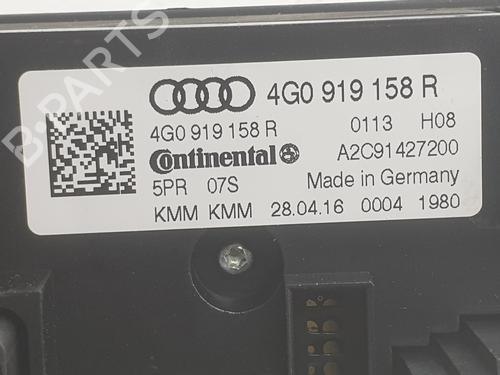 B-PARTS
4G0 919 158 R
4G0 919 158 R 0113 H08
Continental A2C91427200
5PR 07S Made in Germany
KMM KMM 28.04.16 0004 1980